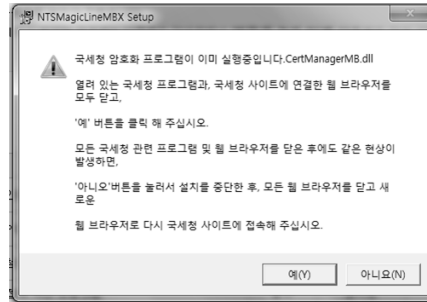 NTSMagicLineMBX Setup
국세청 암호화 프로그램이 이미 실행중입니다.CertManagerMB.dll
열려 있는 국세청 프로그램과, 국세청 사이트에 연결한 웹 브라우저를
모두 닫고,
'예' 버튼을 클릭 해 주십시오.
모든 국세청 관련 프로그램 및 웹 브라우저를 닫은 후에도 같은 현상이
발생하면,
'아니오'버튼을 눌러서 설치를 중단한 후, 모든 웹 브라우저를 닫고 새
로운
웹 브라우저로 다시 국세청 사이트에 접속해 주십시오.
예(Y)
아니요(N)